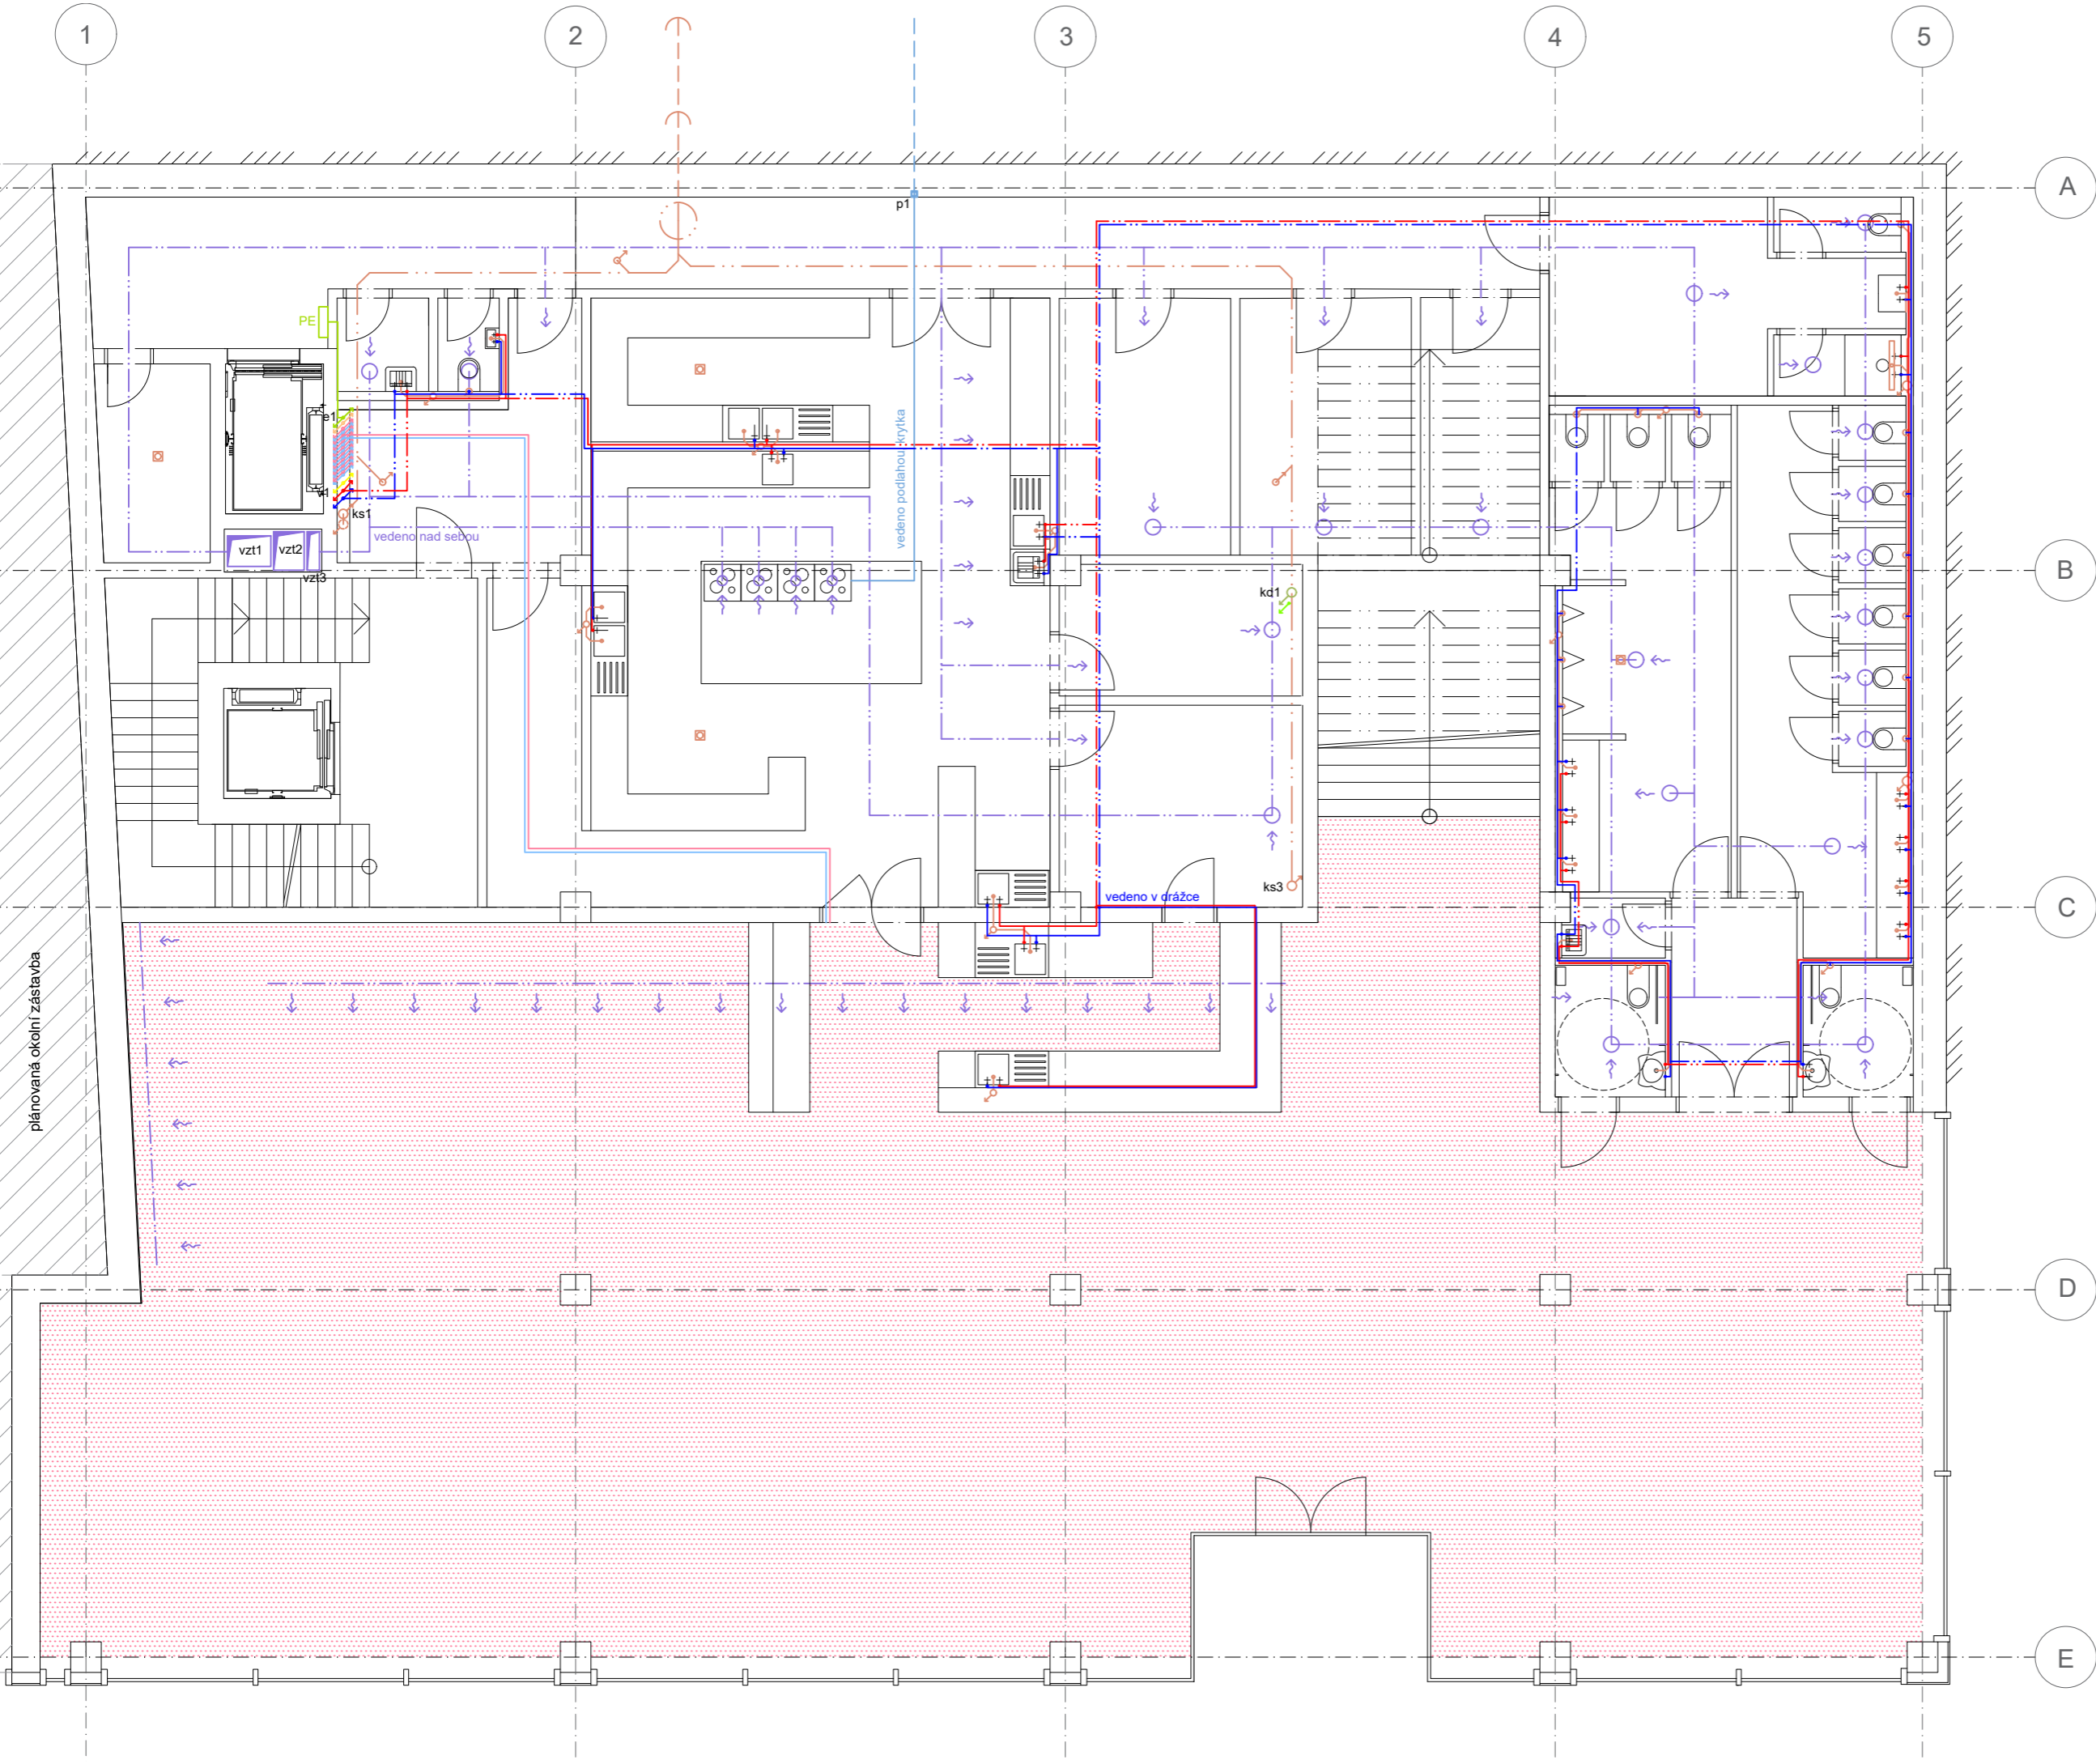 1
2
3
4
5
A
p1
PE
e1
vedeno podlahou - krytka
v1
ks1
vedeno nad sebou
vzt1
vzt2
vzt3
B
kd1
ks3
vedeno v drážce
C
plánovaná okolní zástavba
D
E